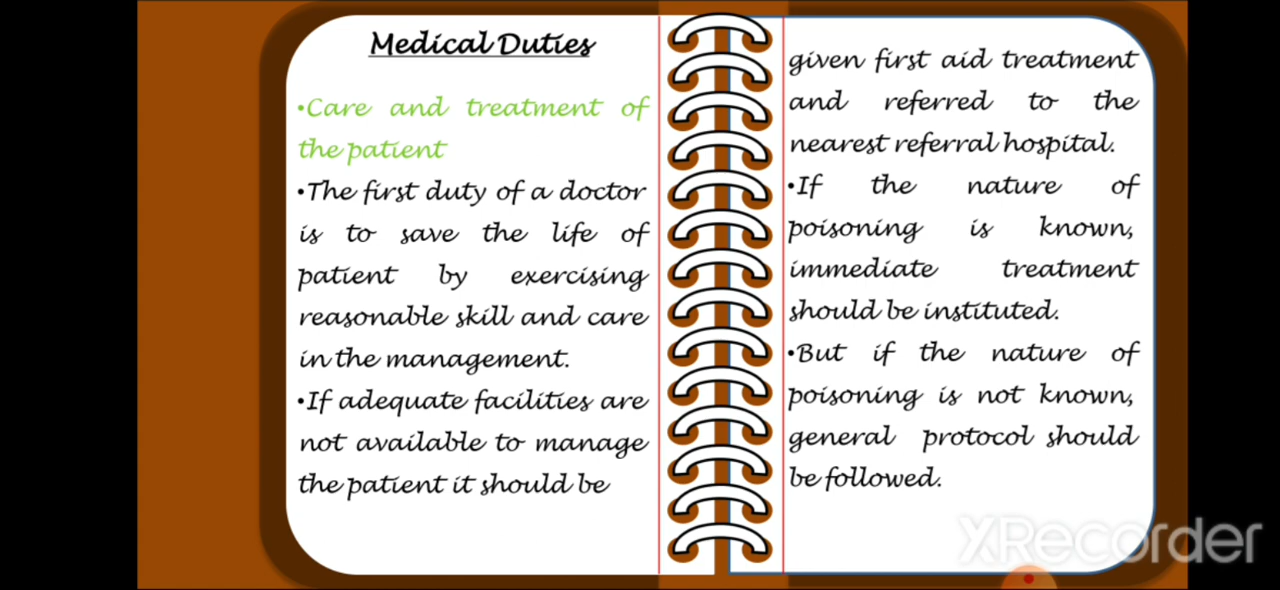 Medical Duties
•Care and treatment of
the patient
•The first duty of a doctor
is to save the life of
patient by exercising
reasonable skill and care
in the management.
•If adequate facilities are
not available to manage
the patient it should be
given first aid treatment
and referred to the
nearest referral hospital.
•If the nature of
poisoning is known,
immediate treatment
should be instituted.
•But if the nature of
poisoning is not known,
general protocol should
be followed.
XRecorder